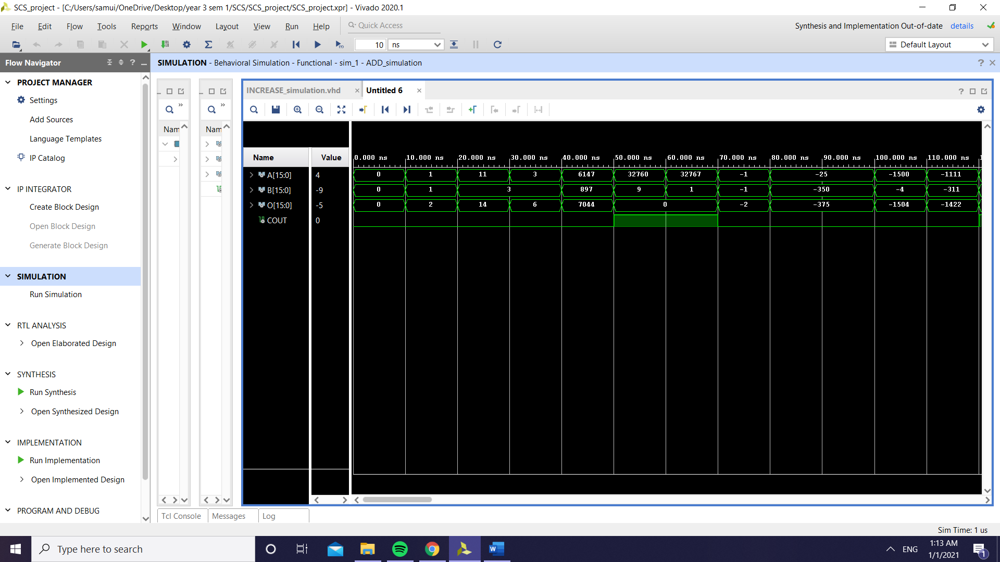 SCS_project - [C:/Users/samui/OneDrive/Desktop/year 3 sem 1/SCS/SCS_project/SCS_project.xpr] - Vivado 2020.1
File Edit Flow Tools Reports Window Layout View Run Help Quick Access
Synthesis and Implementation Out-of-date details
10 ns
Default Layout
Flow Navigator
PROJECT MANAGER
Settings
Add Sources
Language Templates
IP Catalog
IP INTEGRATOR
Create Block Design
Open Block Design
Generate Block Design
SIMULATION
Run Simulation
RTL ANALYSIS
Open Elaborated Design
SYNTHESIS
Run Synthesis
Open Synthesized Design
IMPLEMENTATION
Run Implementation
Open Implemented Design
PROGRAM AND DEBUG
SIMULATION - Behavioral Simulation - Functional - sim_1 - ADD_simulation
Nam
Nam
INCREASE_simulation.vhd Untitled 6
Name Value
0.000 ns 10.000 ns 20.000 ns 30.000 ns 40.000 ns 50.000 ns 60.000 ns 70.000 ns 80.000 ns 90.000 ns 100.000 ns 110.000 ns
A[15:0] 4 0 1 11 3 6147 32760 32767 -1 -25 -1500 -1111
B[15:0] -9 0 1 3 897 9 1 -1 -350 -4 -311
O[15:0] -5 0 2 14 6 7044 0 -2 -375 -1504 -1422
COUT 0
Tcl Console Messages Log
Sim Time: 1 us
Type here to search
ENG
1:13 AM
1/1/2021
1